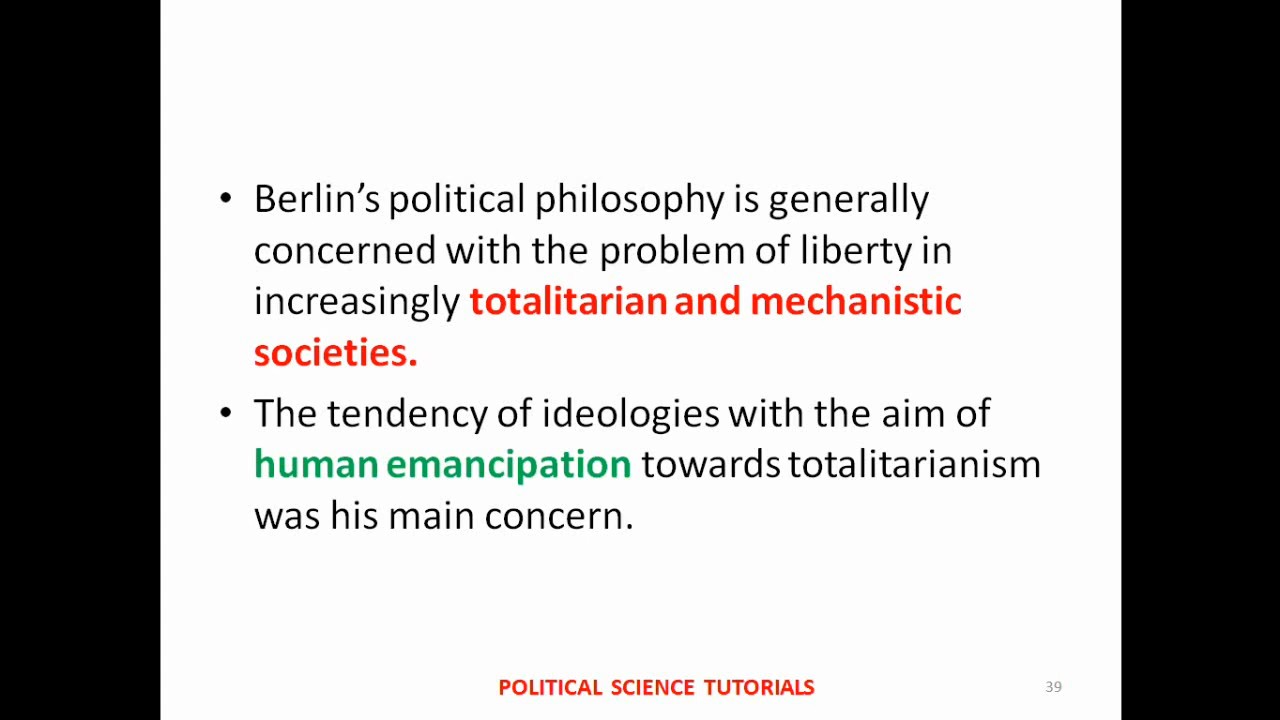 • Berlin’s political philosophy is generally
concerned with the problem of liberty in
increasingly totalitarian and mechanistic
societies.
• The tendency of ideologies with the aim of
human emancipation towards totalitarianism
was his main concern.
POLITICAL SCIENCE TUTORIALS
39